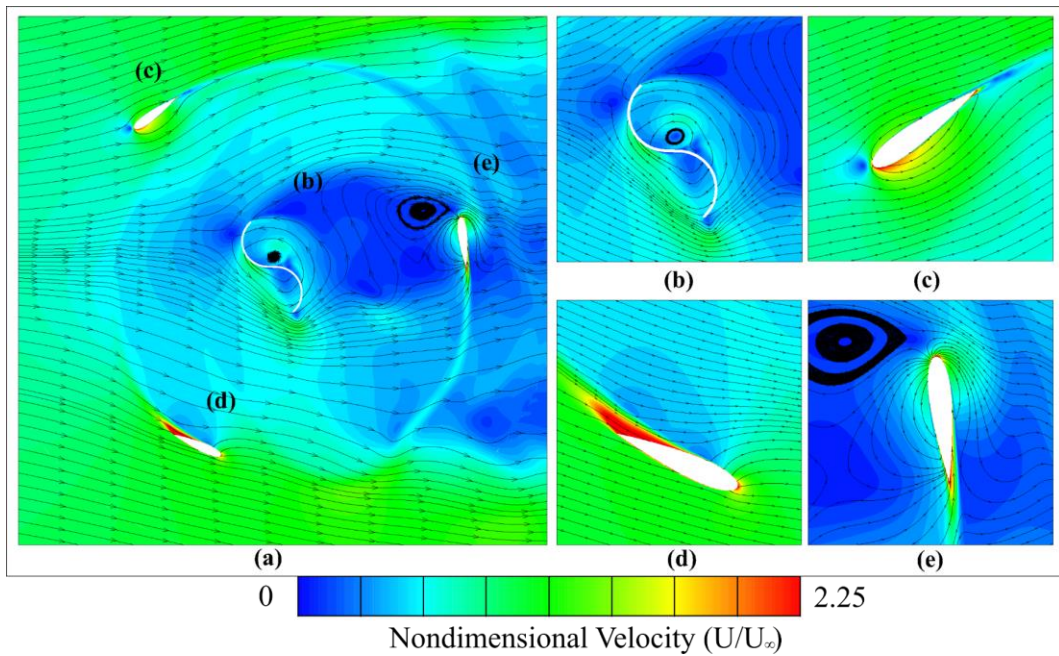 (c)
(e)
(b)
(d)
(a)
(b)
(c)
(d)
(e)
0
2.25
Nondimensional Velocity (U/U∞)